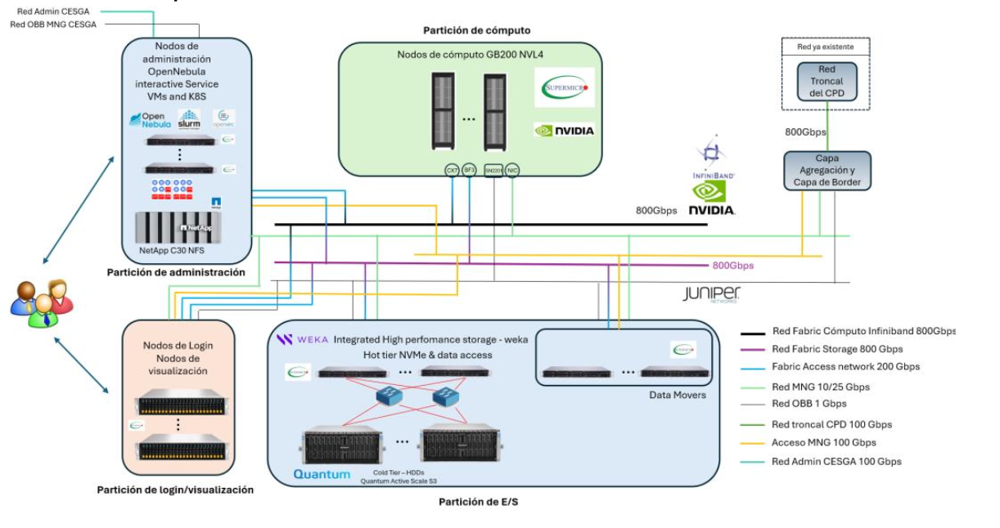 Red Admin CESGA
Red OBB MNG CESGA
Nodos de
administración
OpenNebula
interactive Service
VMs and K8S
Open
Nebula
slurm
workload manager
NetApp
NetApp C30 NFS
Partición de administración
Partición de cómputo
Nodos de cómputo GB200 NVL4
SUPERMICRO
NVIDIA
CX7
BF3
SN2201
NIC
Red ya existente
Red
Troncal
del CPD
800Gbps
Capa
Agregación y
Capa de Border
INFINIBAND
NVIDIA.
800Gbps
800Gbps
JUNIPER
NETWORKS
Nodos de Login
Nodos de
visualización
Partición de login/visualización
WEKA Integrated High perfomance storage - weka
Hot tier NVMe & data access
Data Movers
Quantum
Cold Tier – HDDs
Quantum Active Scale S3
Partición de E/S
Red Fabric Cómputo Infiniband 800Gbps
Red Fabric Storage 800 Gbps
Fabric Access network 200 Gbps
Red MNG 10/25 Gbps
Red OBB 1 Gbps
Red troncal CPD 100 Gbps
Acceso MNG 100 Gbps
Red Admin CESGA 100 Gbps